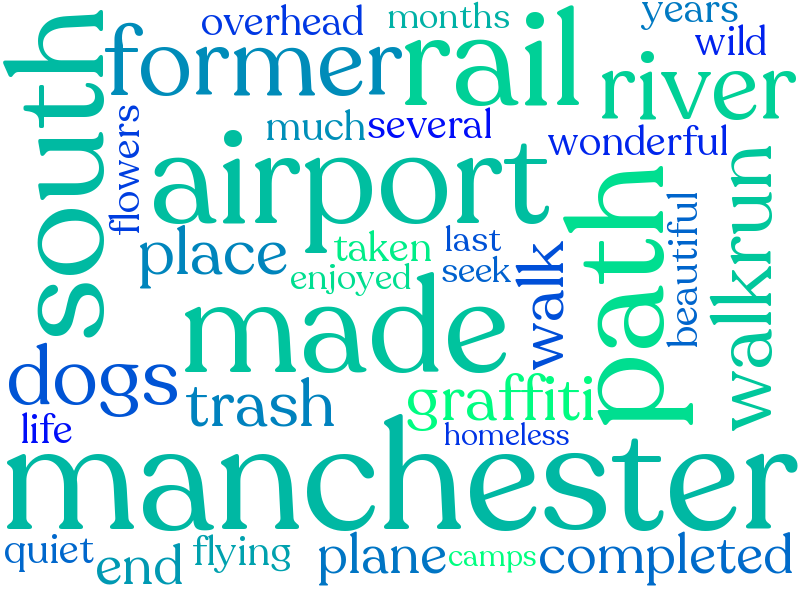 overhead
months
years
south
former
rail
wild
river
flowers
much
several
wonderful
airport
path
walkrun
place
taken
last
beautiful
enjoyed
seek
walk
made
dogs
trash
graffiti
life
homeless
manchester
quiet
end
flying
plane
camps
completed